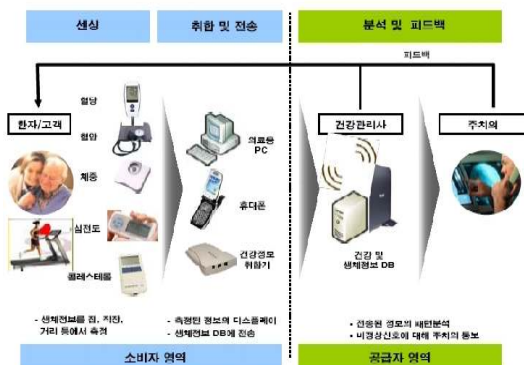 센싱
취합 및 전송
분석 및 피드백
피드백
환자/고객
혈당
혈압
체중
심전도
콜레스테롤
의료용
PC
휴대폰
건강정보
취합기
건강관리사
주치의
건강 및
생체정보 DB
- 생체정보를 집, 직장,
거리 등에서 측정
- 측정된 정보의 디스플레이
- 생체정보 DB에 전송
• 전송된 정보의 패턴분석
• 비정상신호에 대해 주치의 통보
소비자 영역
공급자 영역